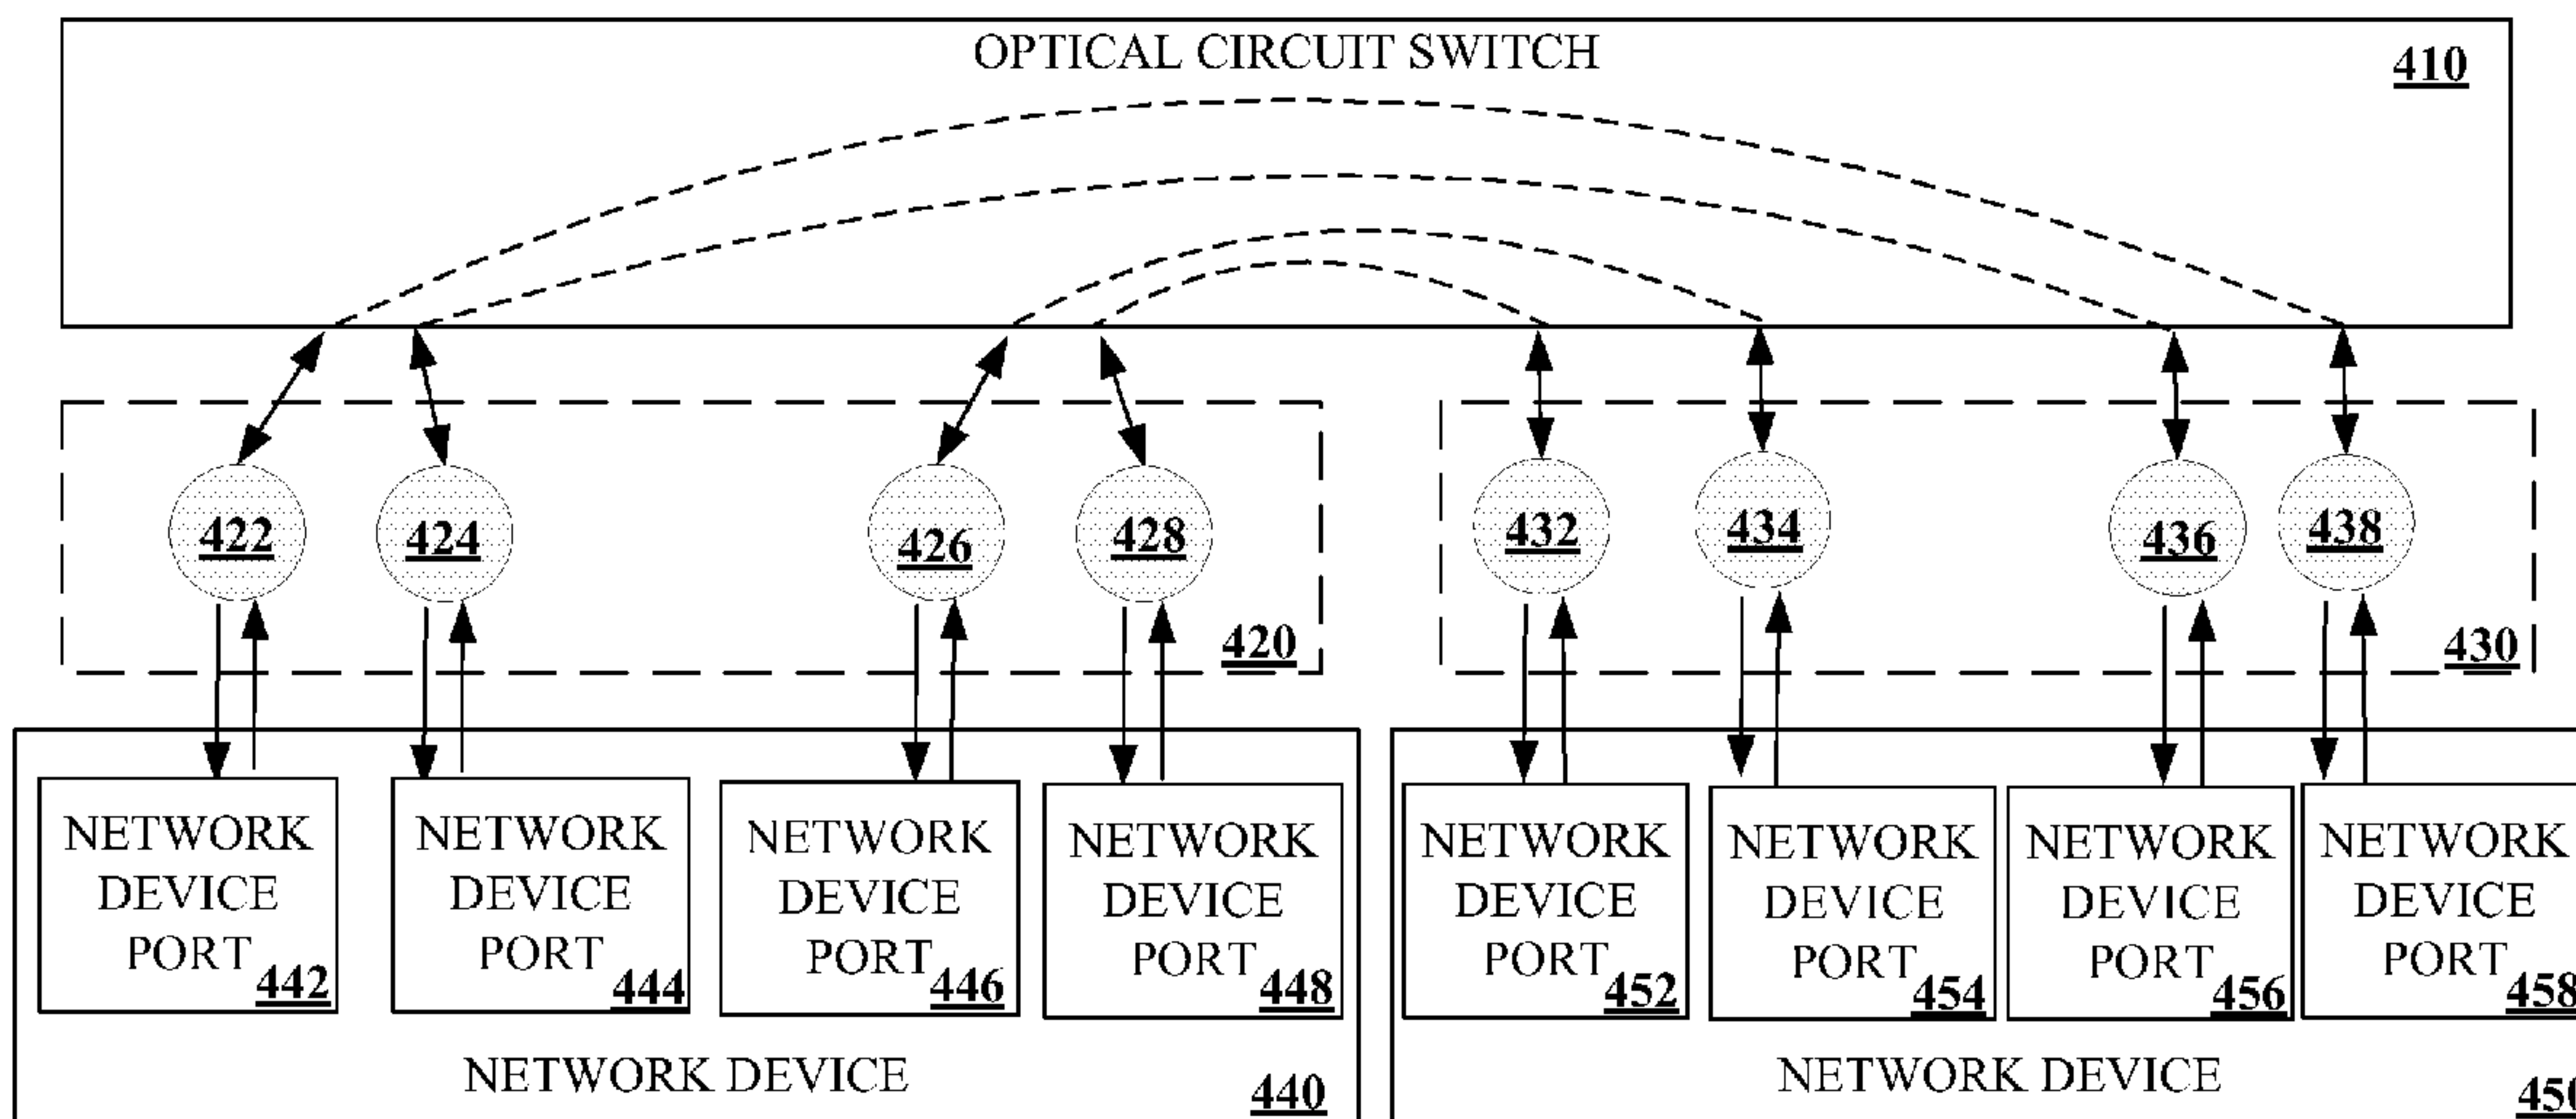 OPTICAL CIRCUIT SWITCH
410
422
424
426
428
432
434
436
438
420
430
NETWORK
DEVICE
PORT
442
NETWORK
DEVICE
PORT
444
NETWORK
DEVICE
PORT
446
NETWORK
DEVICE
PORT
448
NETWORK
DEVICE
PORT
452
NETWORK
DEVICE
PORT
454
NETWORK
DEVICE
PORT
456
NETWORK
DEVICE
PORT
458
NETWORK DEVICE
440
NETWORK DEVICE
450